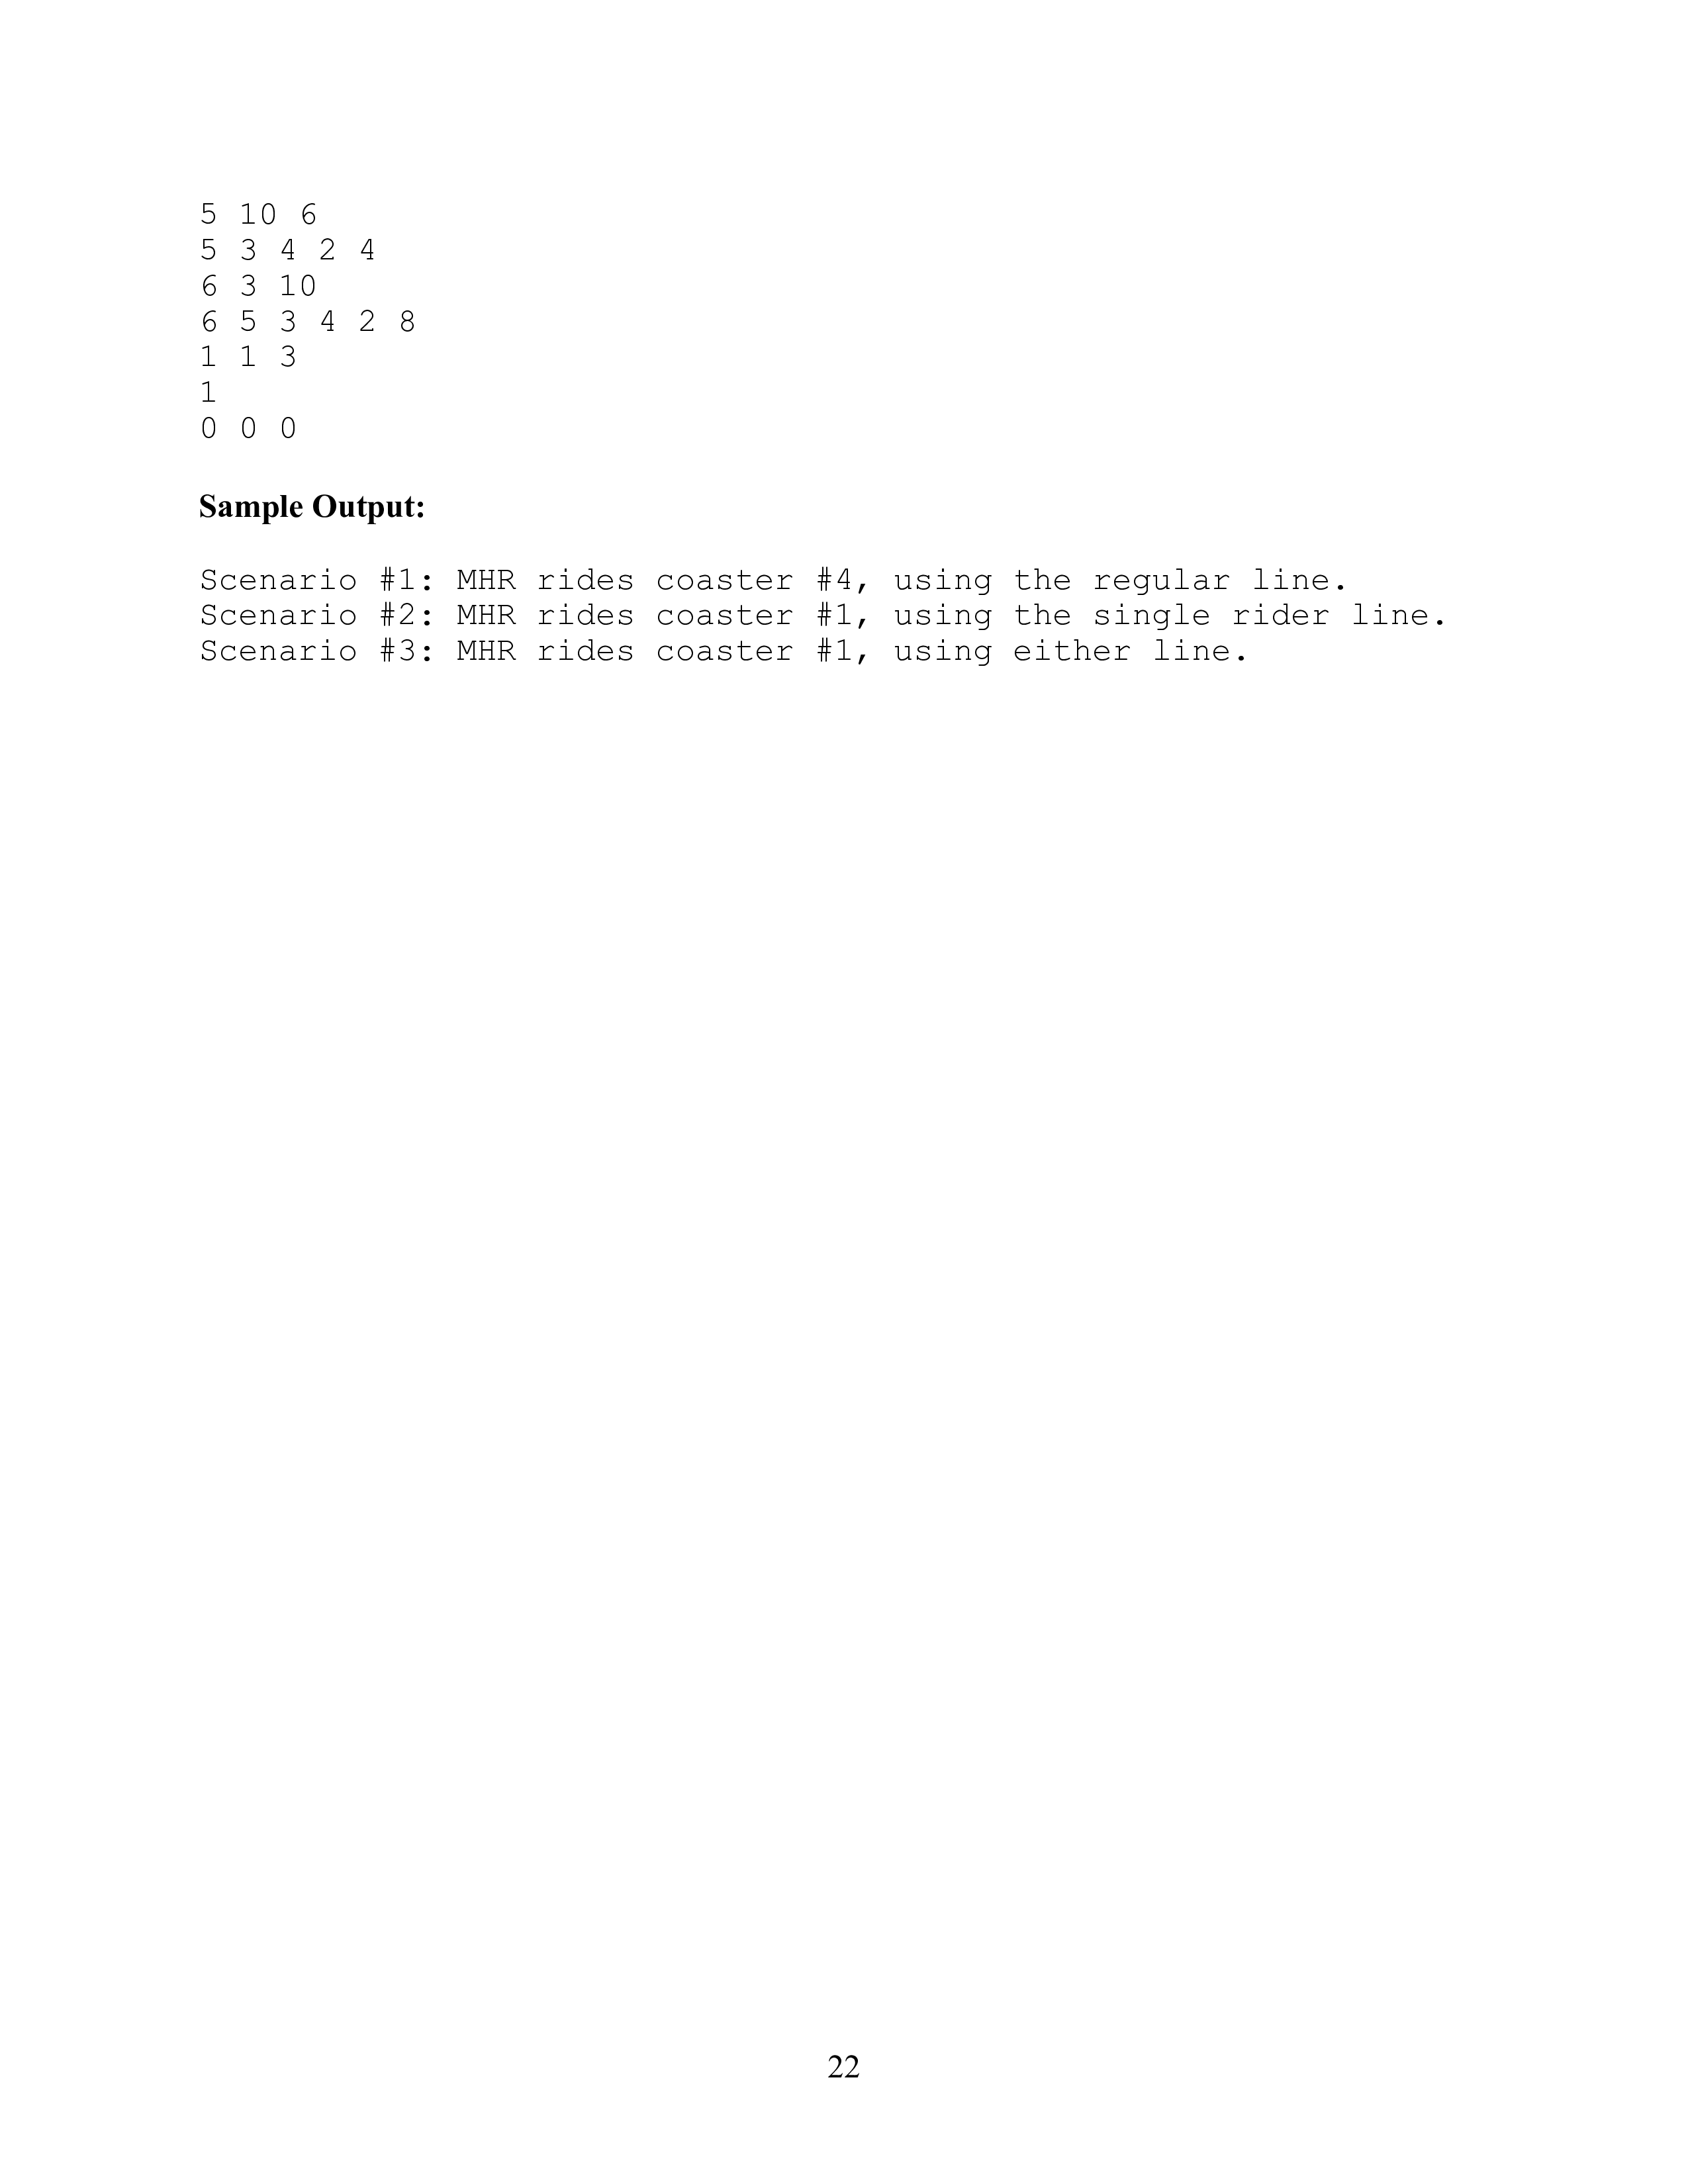 5 10 6
5 3 4 2 4
6 3 10
6 5 3 4 2 8
1 1 3
1
0 0 0
Sample Output:
Scenario #1: MHR rides coaster #4, using the regular line.
Scenario #2: MHR rides coaster #1, using the single rider line.
Scenario #3: MHR rides coaster #1, using either line.
22